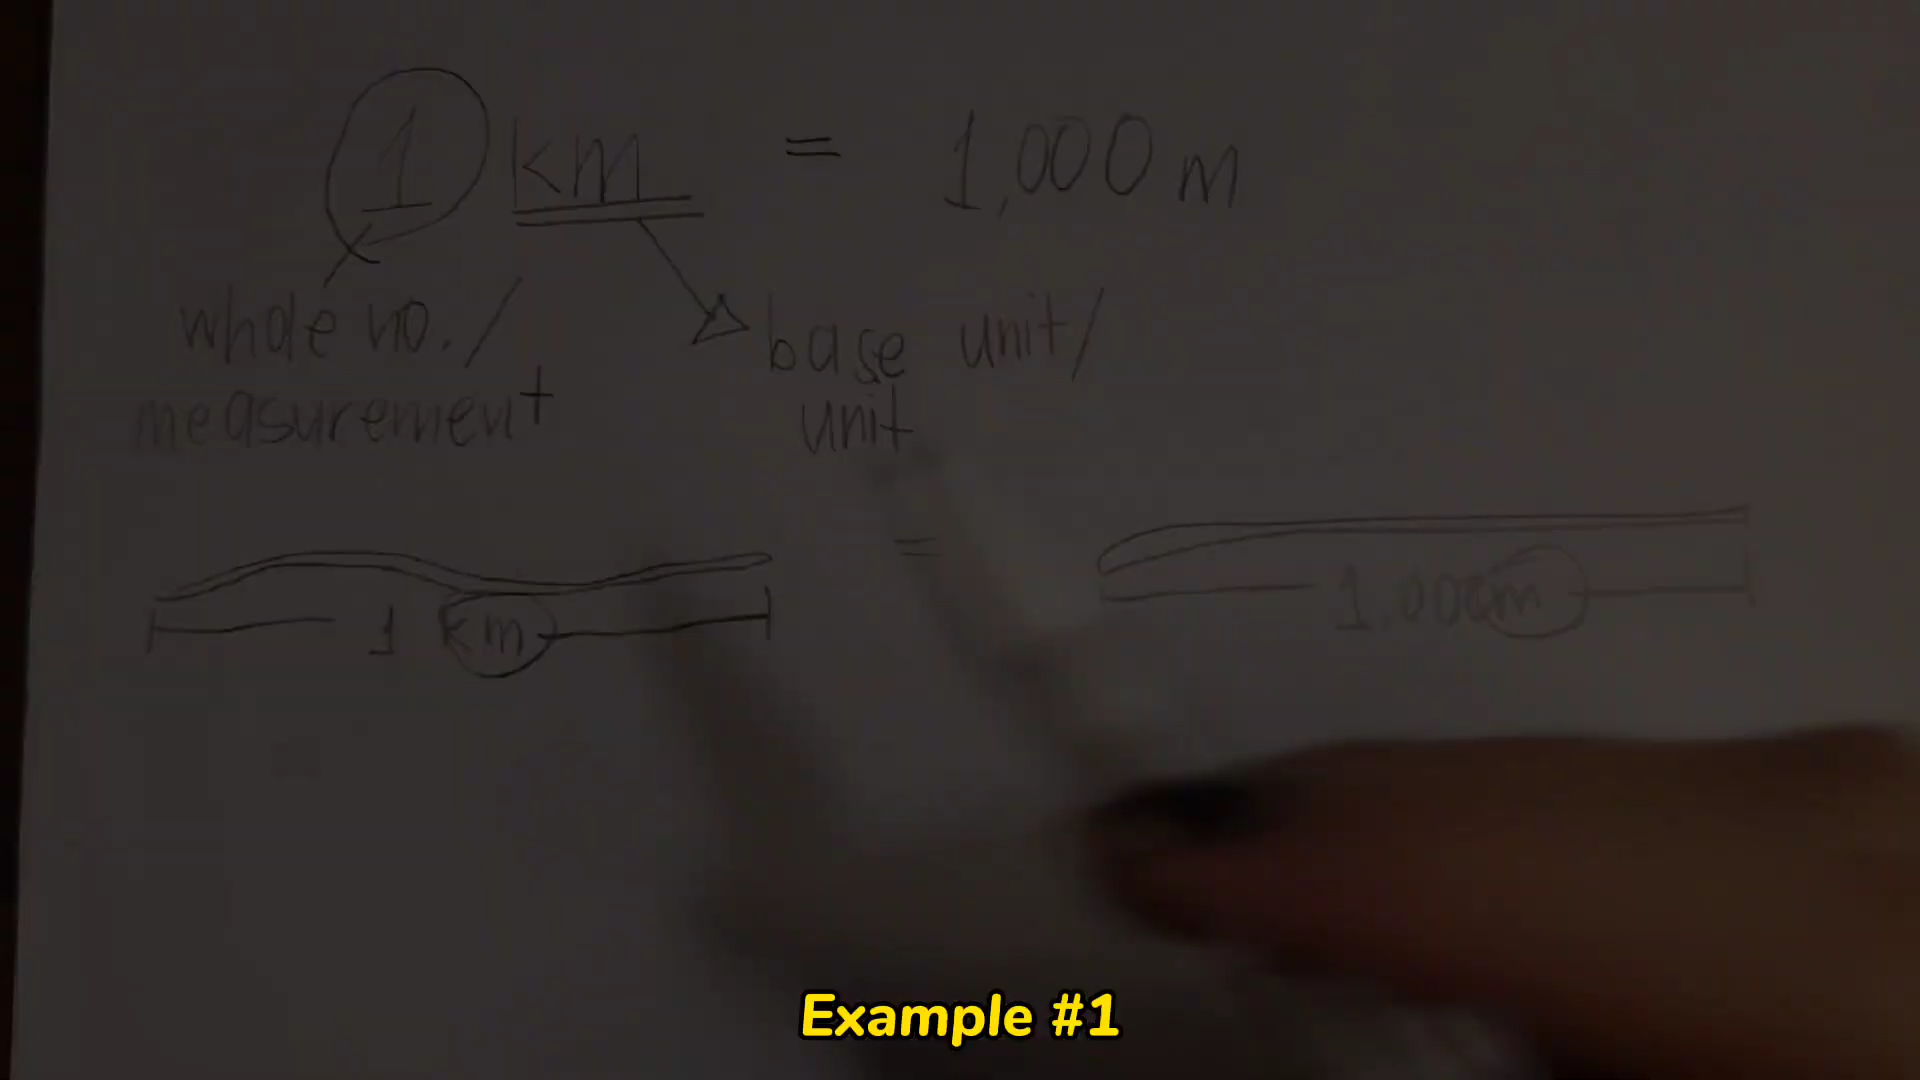 1 km = 1,000 m
whole no./
measurement
base unit/
unit
1 km = 1,000m
Example #1